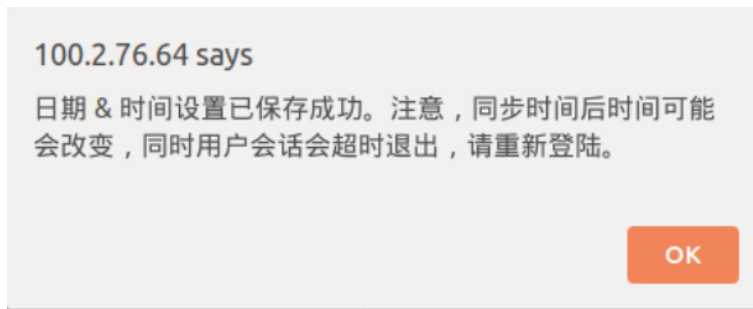 100.2.76.64 says
日期 & 时间设置已保存成功。注意，同步时间后时间可能
会改变，同时用户会话会超时退出，请重新登陆。
OK